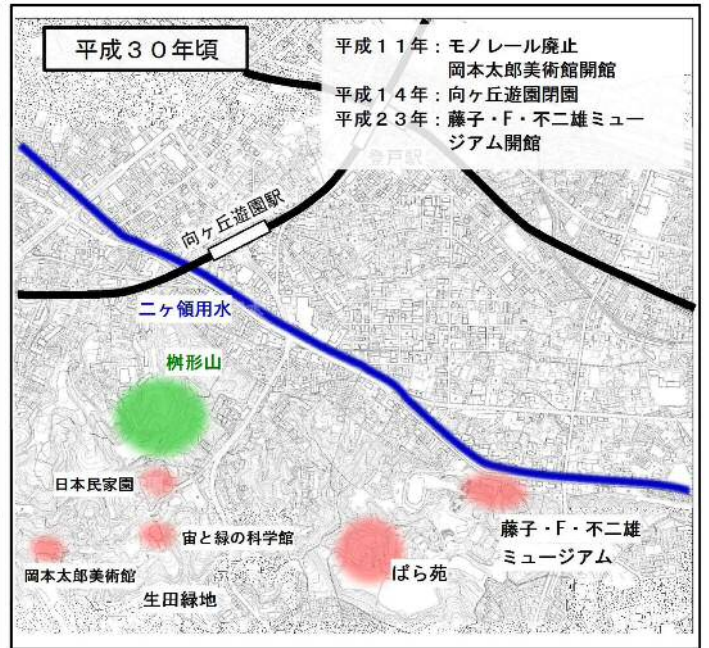 平成３０年頃
平成１１年：モノレール廃止
岡本太郎美術館開館
平成１４年：向ヶ丘遊園閉園
平成２３年：藤子・Ｆ・不二雄ミュー
ジアム開館
登戸駅
向ヶ丘遊園駅
二ヶ領用水
桝形山
日本民家園
宙と緑の科学館
岡本太郎美術館
生田緑地
ばら苑
藤子・Ｆ・不二雄
ミュージアム